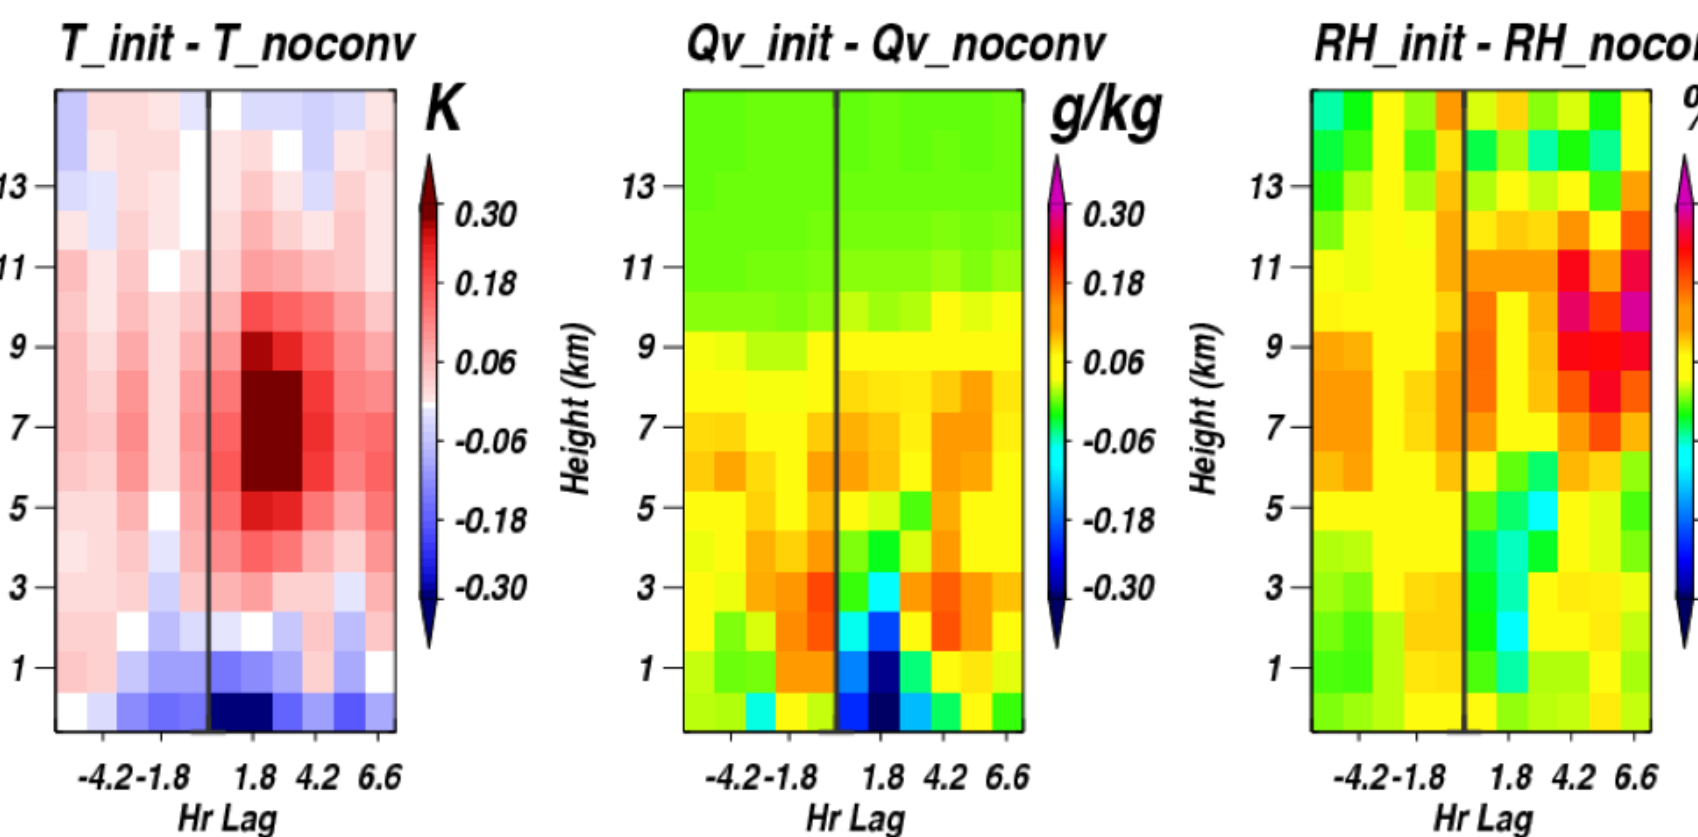 T_init - T_noconv
K
13
11
9
7
5
3
1
0.30
0.18
0.06
-0.06
-0.18
-0.30
-4.2 -1.8 1.8 4.2 6.6
Hr Lag
Qv_init - Qv_noconv
g/kg
Height (km)
13
11
9
7
5
3
1
0.30
0.18
0.06
-0.06
-0.18
-0.30
-4.2 -1.8 1.8 4.2 6.6
Hr Lag
RH_init - RH_nocon
%
Height (km)
13
11
9
7
5
3
1
-4.2 -1.8 1.8 4.2 6.6
Hr Lag